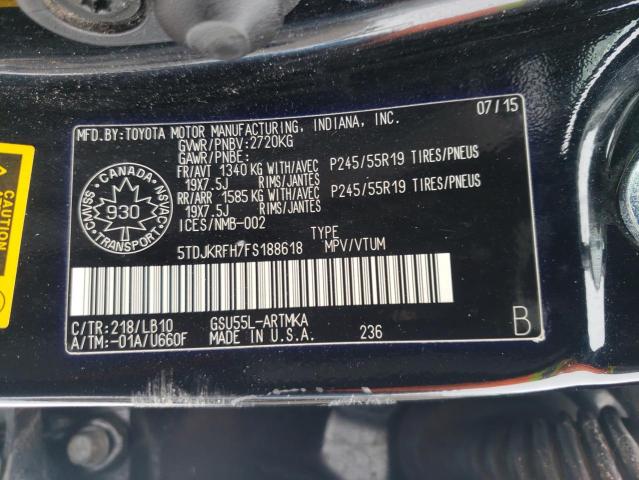 07/15
MFD.BY:TOYOTA MOTOR MANUFACTURING, INDIANA, INC.
GVWR/PNBV:2720KG
GAWR/PNBE:
FR/AVT 1340 KG WITH/AVEC P245/55R19 TIRES/PNEUS
19X7.5J RIMS/JANTES
RR/ARR 1585 KG WITH/AVEC P245/55R19 TIRES/PNEUS
19X7.5J RIMS/JANTES
ICES/NMB-002
CANADA
CMVSS NSVAC
930
TRANSPORT
TYPE
5TDJKRFH7FS188618 MPV/VTUM
C/TR:218/LB10 GSU55L-ARTMKA
A/TM:-01A/U660F MADE IN U.S.A. 236
B
CAUTION